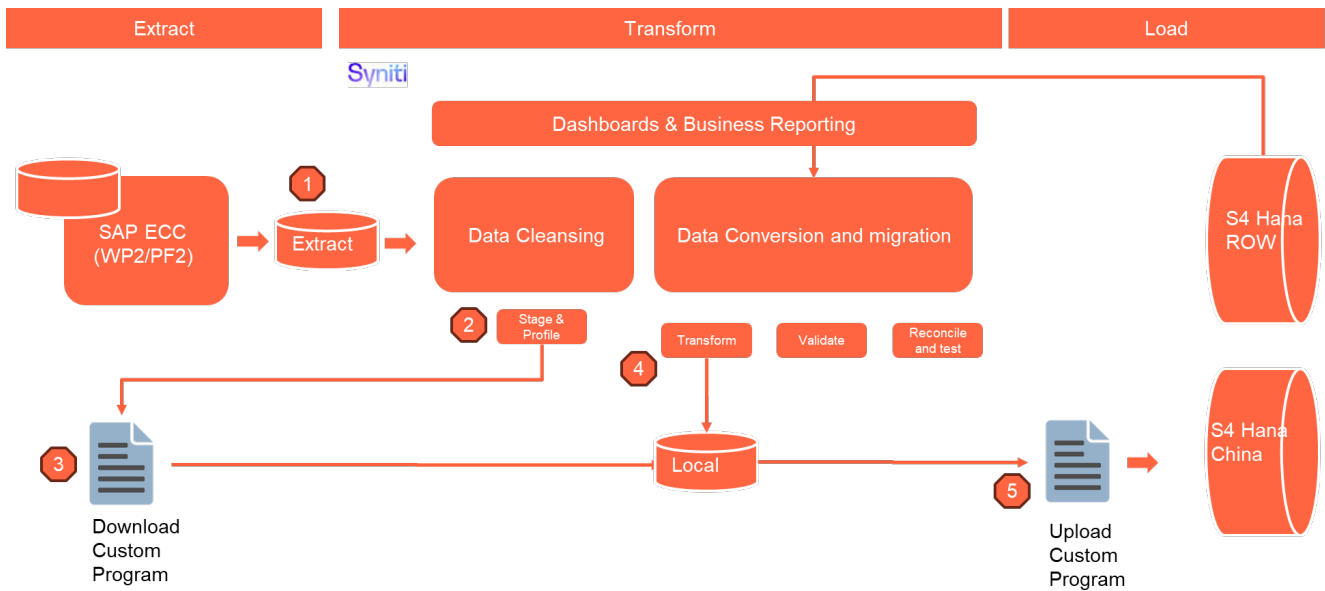 Extract
Transform
Load
Syniti
Dashboards & Business Reporting
1
SAP ECC
(WP2/PF2)
Extract
Data Cleansing
Data Conversion and migration
S4 Hana
ROW
2
Stage &
Profile
Transform
Validate
Reconcile
and test
4
3
Local
5
S4 Hana
China
Download
Custom
Program
Upload
Custom
Program